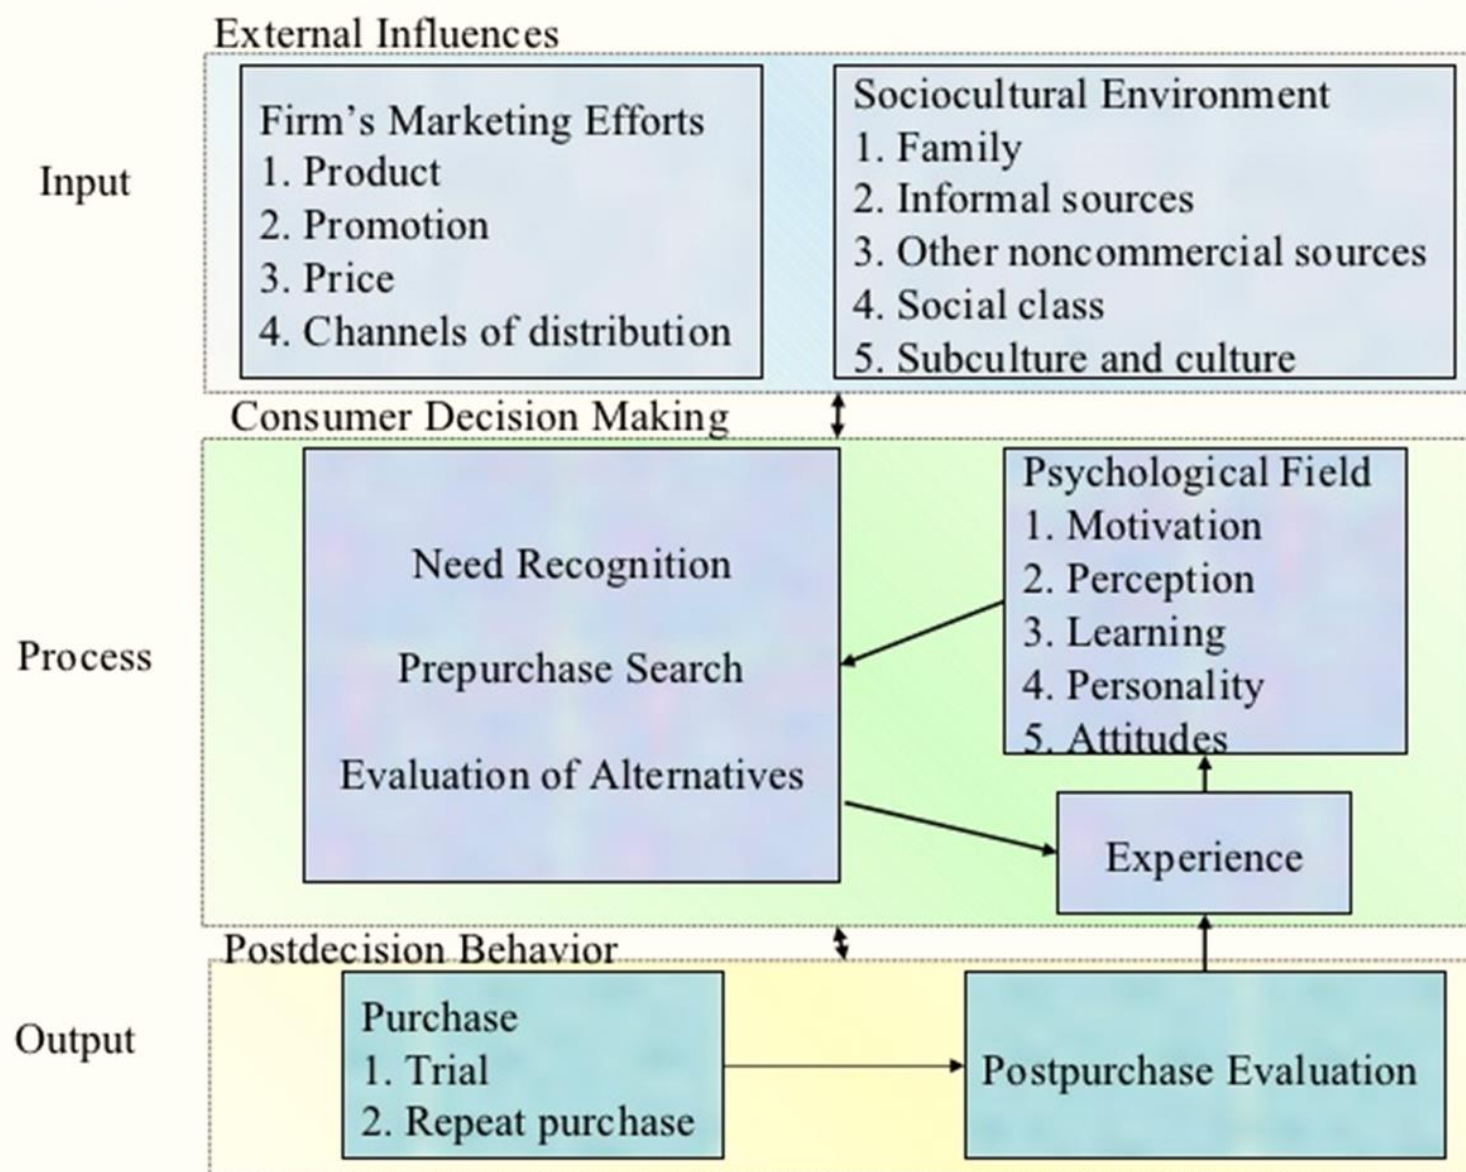 External Influences
Input
Firm's Marketing Efforts
1. Product
2. Promotion
3. Price
4. Channels of distribution
Sociocultural Environment
1. Family
2. Informal sources
3. Other noncommercial sources
4. Social class
5. Subculture and culture
Consumer Decision Making
Process
Need Recognition
Prepurchase Search
Evaluation of Alternatives
Psychological Field
1. Motivation
2. Perception
3. Learning
4. Personality
5. Attitudes
Experience
Postdecision Behavior
Output
Purchase
1. Trial
2. Repeat purchase
Postpurchase Evaluation